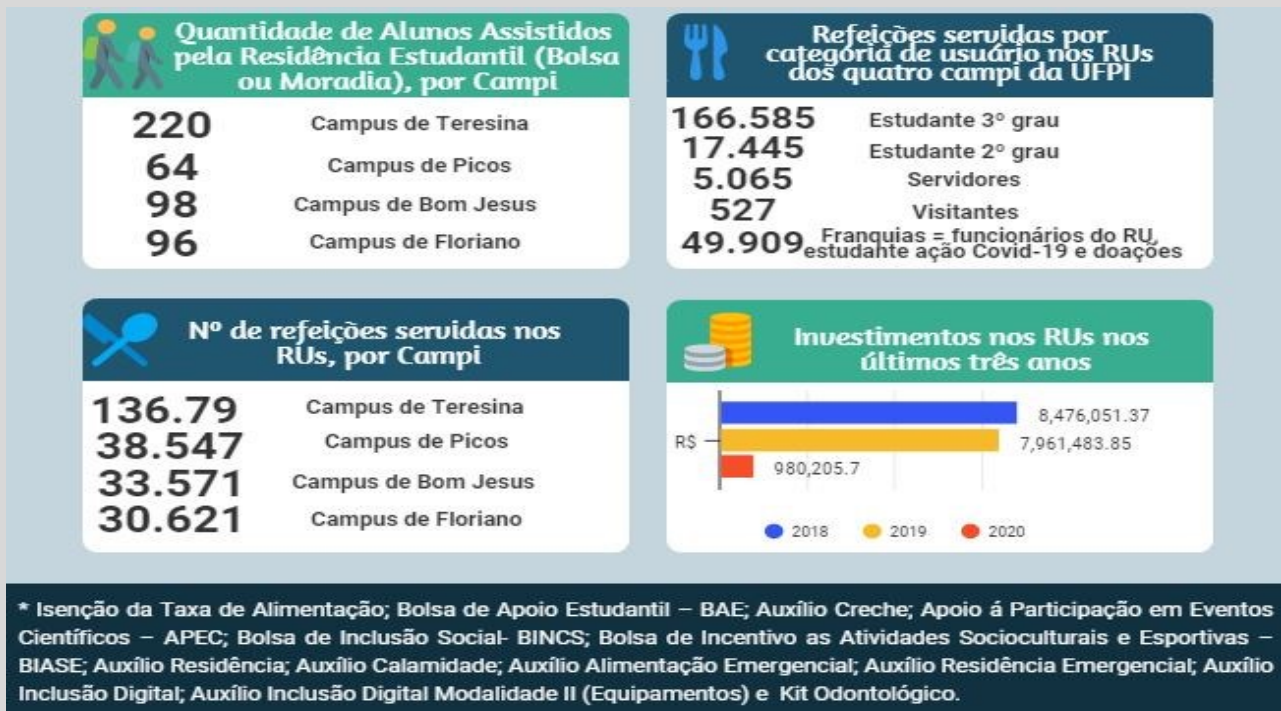 Quantidade de Alunos Assistidos
pela Residência Estudantil (Bolsa
ou Moradia), por Campi
220 Campus de Teresina
64 Campus de Picos
98 Campus de Bom Jesus
96 Campus de Floriano
Refeições servidas por
categoria de usuário nos RUs
dos quatro campi da UFPI
166.585 Estudante 3º grau
17.445 Estudante 2º grau
5.065 Servidores
527 Visitantes
49.909 Franquias = funcionários do RU,
estudante ação Covid-19 e doações
Nº de refeições servidas nos
RUs, por Campi
136.79 Campus de Teresina
38.547 Campus de Picos
33.571 Campus de Bom Jesus
30.621 Campus de Floriano
Investimentos nos RUs nos
últimos três anos
8,476,051.37
R$ 7,961,483.85
980,205.7
2018 2019 2020
* Isenção da Taxa de Alimentação; Bolsa de Apoio Estudantil – BAE; Auxílio Creche; Apoio á Participação em Eventos
Científicos – APEC; Bolsa de Inclusão Social- BINCS; Bolsa de Incentivo as Atividades Socioculturais e Esportivas –
BIASE; Auxílio Residência; Auxílio Calamidade; Auxílio Alimentação Emergencial; Auxílio Residência Emergencial; Auxílio
Inclusão Digital; Auxílio Inclusão Digital Modalidade II (Equipamentos) e Kit Odontológico.